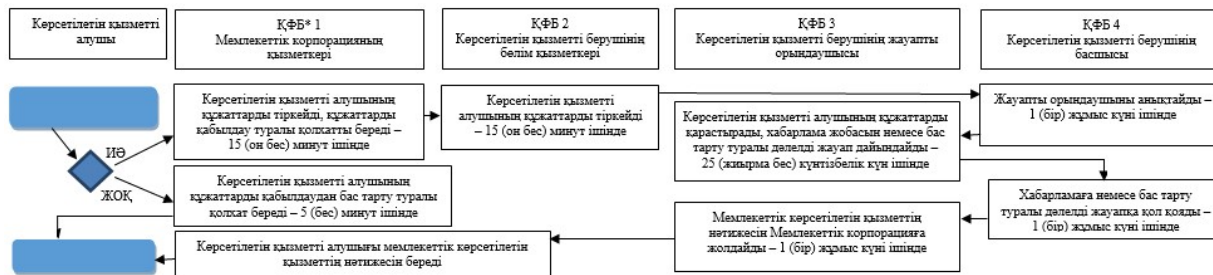 Көрсетілетін қызметті
алушы
ҚФБ* 1
Мемлекеттік корпорацияның
қызметкері
ҚФБ 2
Көрсетілетін қызметті берушінің
бөлім қызметкері
ҚФБ 3
Көрсетілетін қызметті берушінің жауапты
орындаушысы
ҚФБ 4
Көрсетілетін қызметті берушінің
басшысы
Көрсетілетін қызметті алушының
құжаттарды тіркейді, құжаттарды
қабылдау туралы қолхатты береді –
15 (он бес) минут ішінде
Көрсетілетін қызметті
алушының құжаттарды тіркейді
– 15 (он бес) минут ішінде
Көрсетілетін қызметті алушының құжаттарды
қарастырады, хабарлама жобасын немесе бас
тарту туралы дәлелді жауап дайындайды –
25 (жиырма бес) күнтізбелік күн ішінде
Жауапты орындаушыны анықтайды –
1 (бір) жұмыс күні ішінде
ИӘ
ЖОҚ
Көрсетілетін қызметті алушының
құжаттарды қабылдаудан бас тарту туралы
қолхат береді – 5 (бес) минут ішінде
Хабарламаға немесе бас тарту
туралы дәлелді жауапқа қол қояды –
1 (бір) жұмыс күні ішінде
Мемлекеттік көрсетілетін қызметтің
нәтижесін Мемлекеттік корпорацияға
жолдайды – 1 (бір) жұмыс күні ішінде
Көрсетілетін қызметті алушығы мемлекеттік көрсетілетін
қызметтің нәтижесін береді